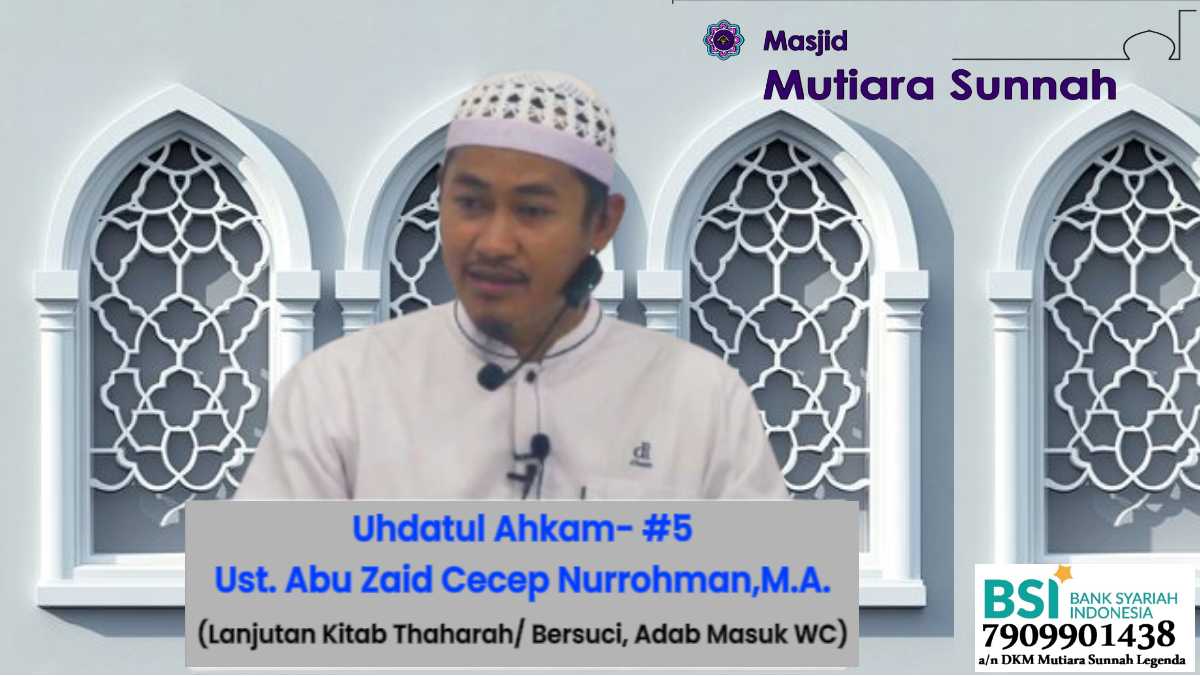 Masjid
Mutiara Sunnah
Uhdatul Ahkam- #5
Ust. Abu Zaid Cecep Nurrohman,M.A.
(Lanjutan Kitab Thaharah/ Bersuci, Adab Masuk WC)
BSI BANK SYARIAH
INDONESIA
7909901438
a/n DKM Mutiara Sunnah Legenda